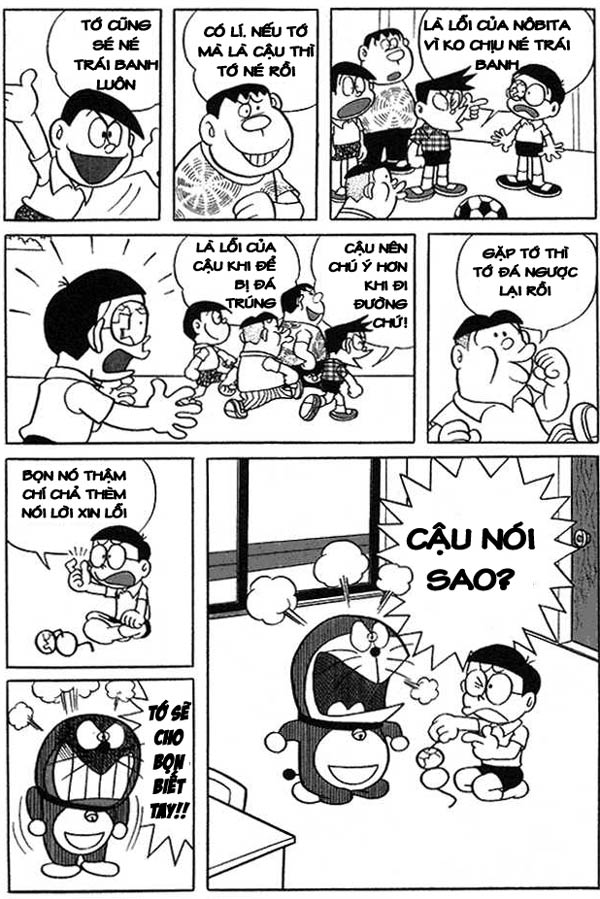 LÀ LỖI CỦA NÔBITA
VÌ KO CHỊU NÉ TRÁI
BANH
CÓ LÍ. NẾU TỚ
MÀ LÀ CẬU THÌ
TỚ NÉ RỒI
TỚ CŨNG
SẼ NÉ
TRÁI BANH
LUÔN
GẶP TỚ THÌ
TỚ ĐÁ NGƯỢC
LẠI RỒI
CẬU NÊN
CHÚ Ý HƠN
KHI ĐI
ĐƯỜNG
CHỨ!
LÀ LỖI CỦA
CẬU KHI ĐỂ
BỊ ĐÁ
TRÚNG
CẬU NÓI
SAO?
BỌN NÓ THẬM
CHÍ CHẢ THÈM
NÓI LỜI XIN LỖI
TỚ SẼ
CHO
BỌN
BIẾT
TAY!!